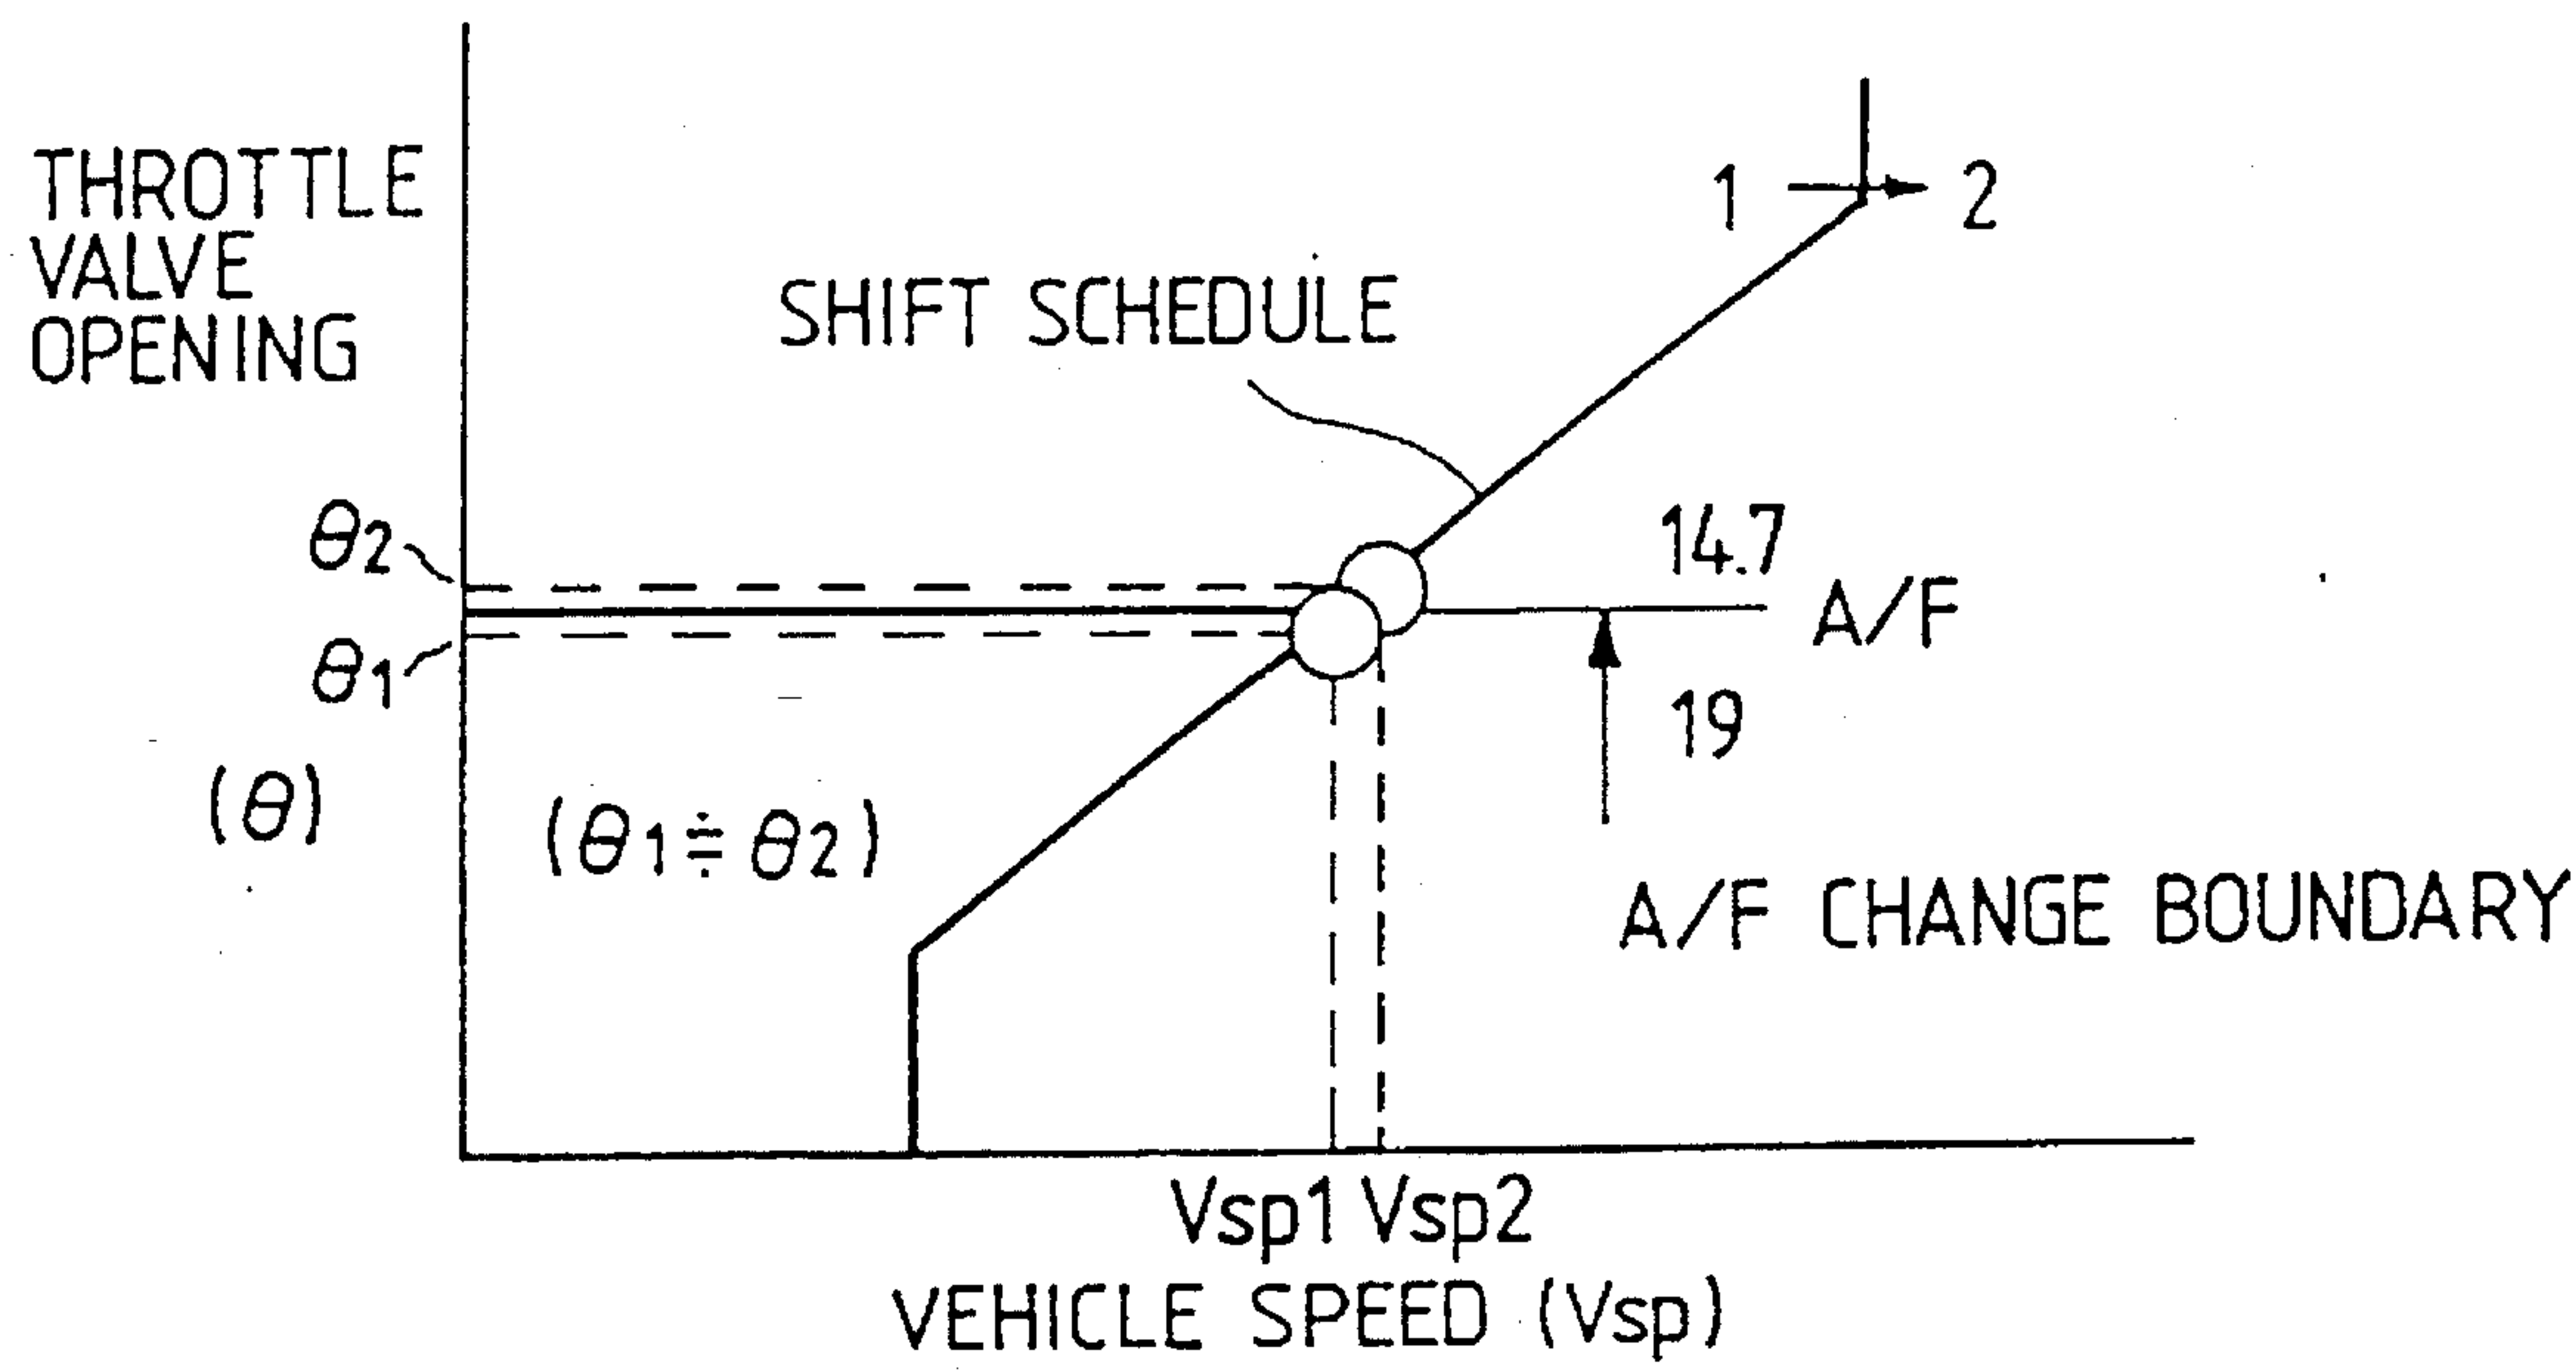 THROTTLE
VALVE
OPENING
1 → 2
SHIFT SCHEDULE
θ2
14.7
A/F
θ1
19
(θ)
(θ1≒θ2)
A/F CHANGE BOUNDARY
Vsp1 Vsp2
VEHICLE SPEED (Vsp)